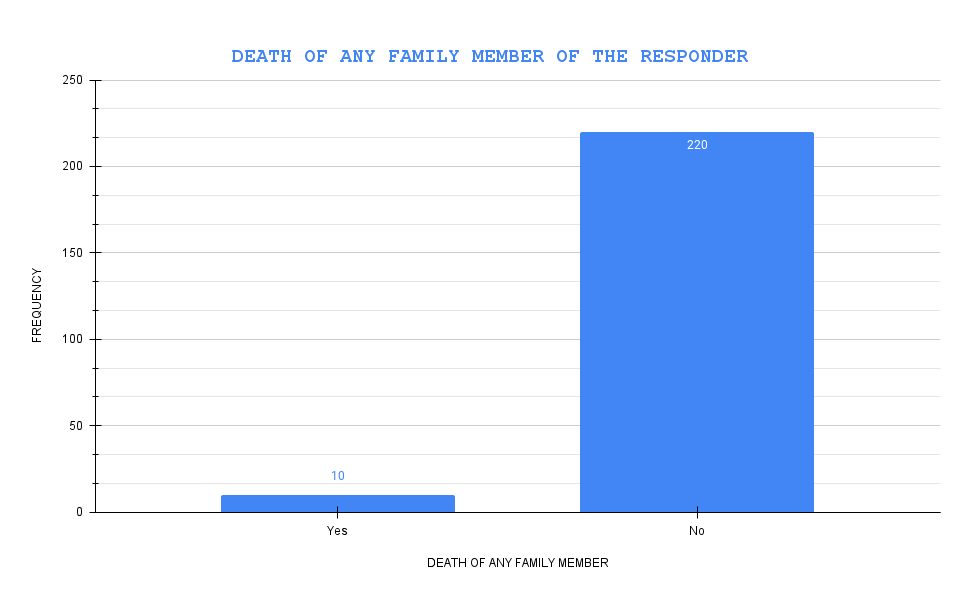 DEATH OF ANY FAMILY MEMBER OF THE RESPONDER
250
200
150
100
50
0
FREQUENCY
220
10
Yes
No
DEATH OF ANY FAMILY MEMBER